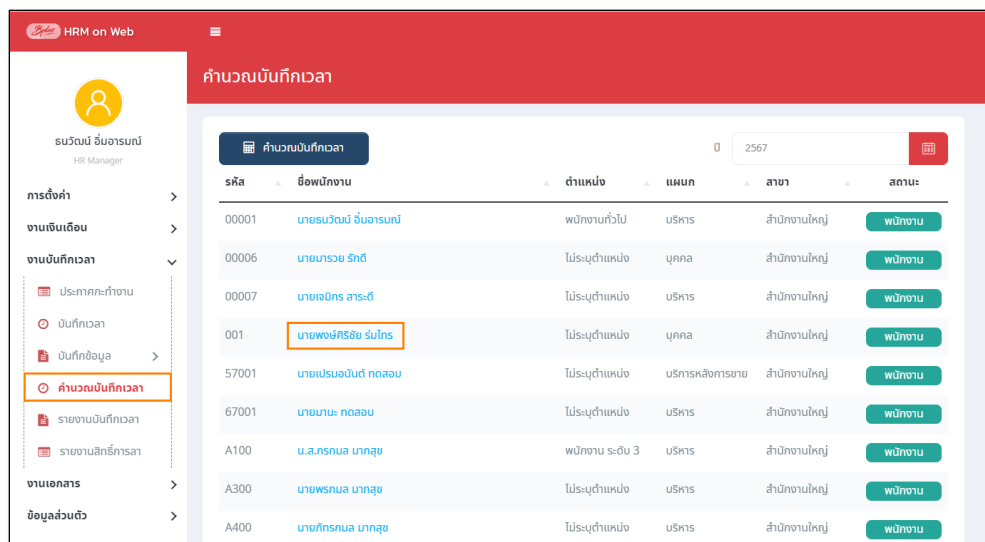 Bplus HRM on Web
คำนวณบันทึกเวลา
ธนวัฒน์ อิ่มอารมณ์
HR Manager
การตั้งค่า
งานเงินเดือน
งานบันทึกเวลา
ประกาศกะทำงาน
บันทึกเวลา
บันทึกข้อมูล
คำนวณบันทึกเวลา
รายงานบันทึกเวลา
รายงานสิทธิ์การลา
งานเอกสาร
ข้อมูลส่วนตัว
คำนวณบันทึกเวลา ปี 2567
รหัส ชื่อพนักงาน ตำแหน่ง แผนก สาขา สถานะ
00001 นายธนวัฒน์ อิ่มอารมณ์ พนักงานทั่วไป บริหาร สำนักงานใหญ่ พนักงาน
00006 นายมารวย รักดี ไม่ระบุตำแหน่ง บุคคล สำนักงานใหญ่ พนักงาน
00007 นายเจมิกร สาระดี ไม่ระบุตำแหน่ง บริหาร สำนักงานใหญ่ พนักงาน
001 นายพงษ์ศิริชัย ร่มไทร ไม่ระบุตำแหน่ง บุคคล สำนักงานใหญ่ พนักงาน
57001 นายเปรมอนันต์ ทดสอบ ไม่ระบุตำแหน่ง บริการหลังการขาย สำนักงานใหญ่ พนักงาน
67001 นายมานะ ทดสอบ ไม่ระบุตำแหน่ง บริหาร สำนักงานใหญ่ พนักงาน
A100 น.ส.กรกมล มากสุข พนักงาน ระดับ 3 บริหาร สำนักงานใหญ่ พนักงาน
A300 นายพรกมล มากสุข ไม่ระบุตำแหน่ง บริหาร สำนักงานใหญ่ พนักงาน
A400 นายภัทรกมล มากสุข ไม่ระบุตำแหน่ง บริหาร สำนักงานใหญ่ พนักงาน